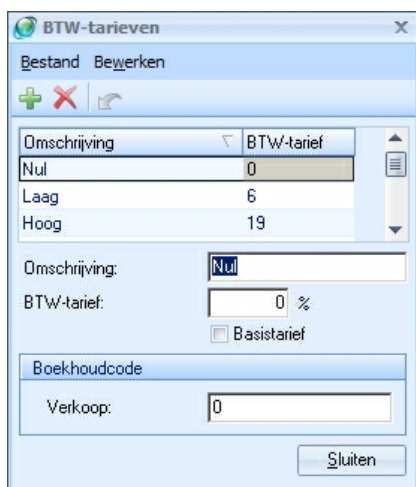 BTW-tarieven
Bestand Bewerken
Omschrijving BTW-tarief
Nul 0
Laag 6
Hoog 19
Omschrijving: Nul
BTW-tarief: 0 %
Basistarief
Boekhoudcode
Verkoop: 0
Sluiten